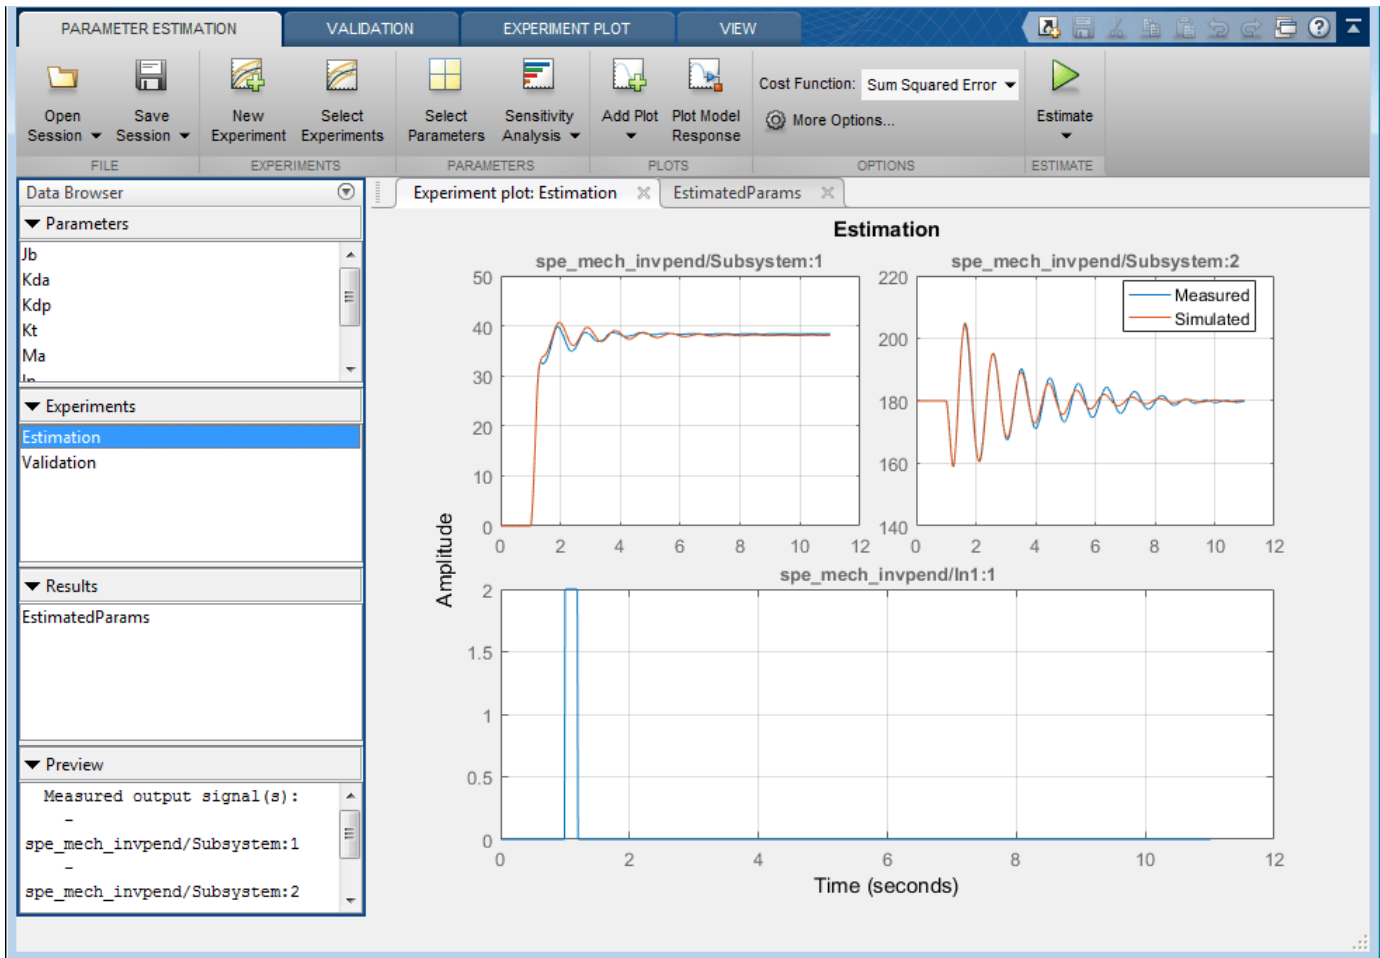 PARAMETER ESTIMATION VALIDATION EXPERIMENT PLOT VIEW
Open Session
Save Session
New Experiment
Select Experiments
Select Parameters
Sensitivity Analysis
Add Plot
Plot Model Response
Cost Function: Sum Squared Error
More Options...
Estimate
FILE EXPERIMENTS PARAMETERS PLOTS OPTIONS ESTIMATE
Data Browser
Parameters
Jb
Kda
Kdp
Kt
Ma
Experiments
Estimation
Validation
Results
EstimatedParams
Preview
Measured output signal(s):
-
spe_mech_invpend/Subsystem:1
-
spe_mech_invpend/Subsystem:2
Experiment plot: Estimation EstimatedParams
Estimation
spe_mech_invpend/Subsystem:1
50
40
30
20
10
0
0 2 4 6 8 10 12
spe_mech_invpend/Subsystem:2
Measured
Simulated
220
200
180
160
140
0 2 4 6 8 10 12
Amplitude
spe_mech_invpend/In1:1
2
1.5
1
0.5
0
0 2 4 6 8 10 12
Time (seconds)